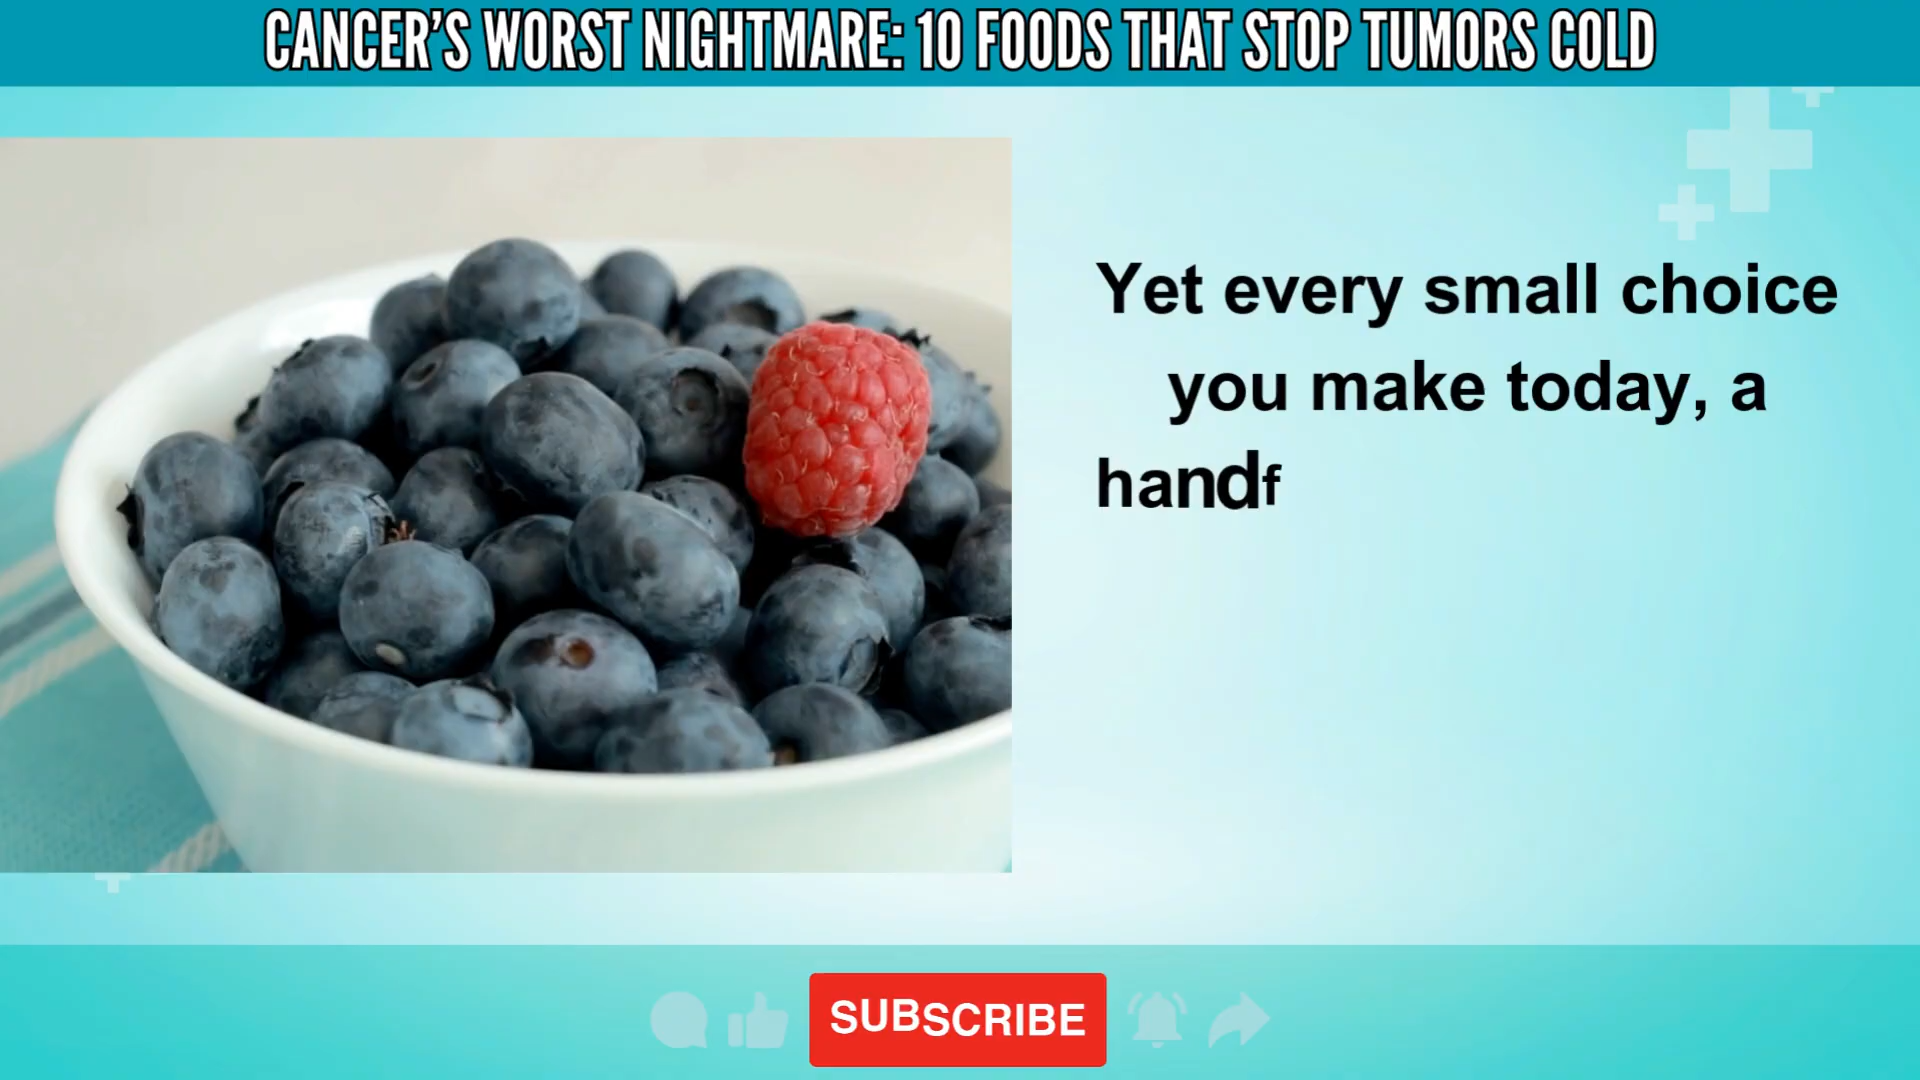 CANCER’S WORST NIGHTMARE: 10 FOODS THAT STOP TUMORS COLD
Yet every small choice
you make today, a
handf
SUBSCRIBE